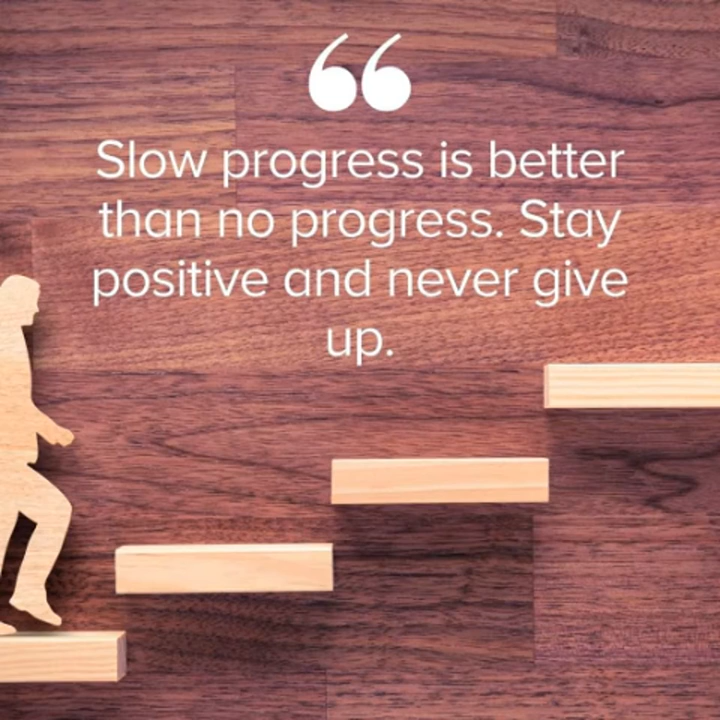 “
Slow progress is better
than no progress. Stay
positive and never give
up.